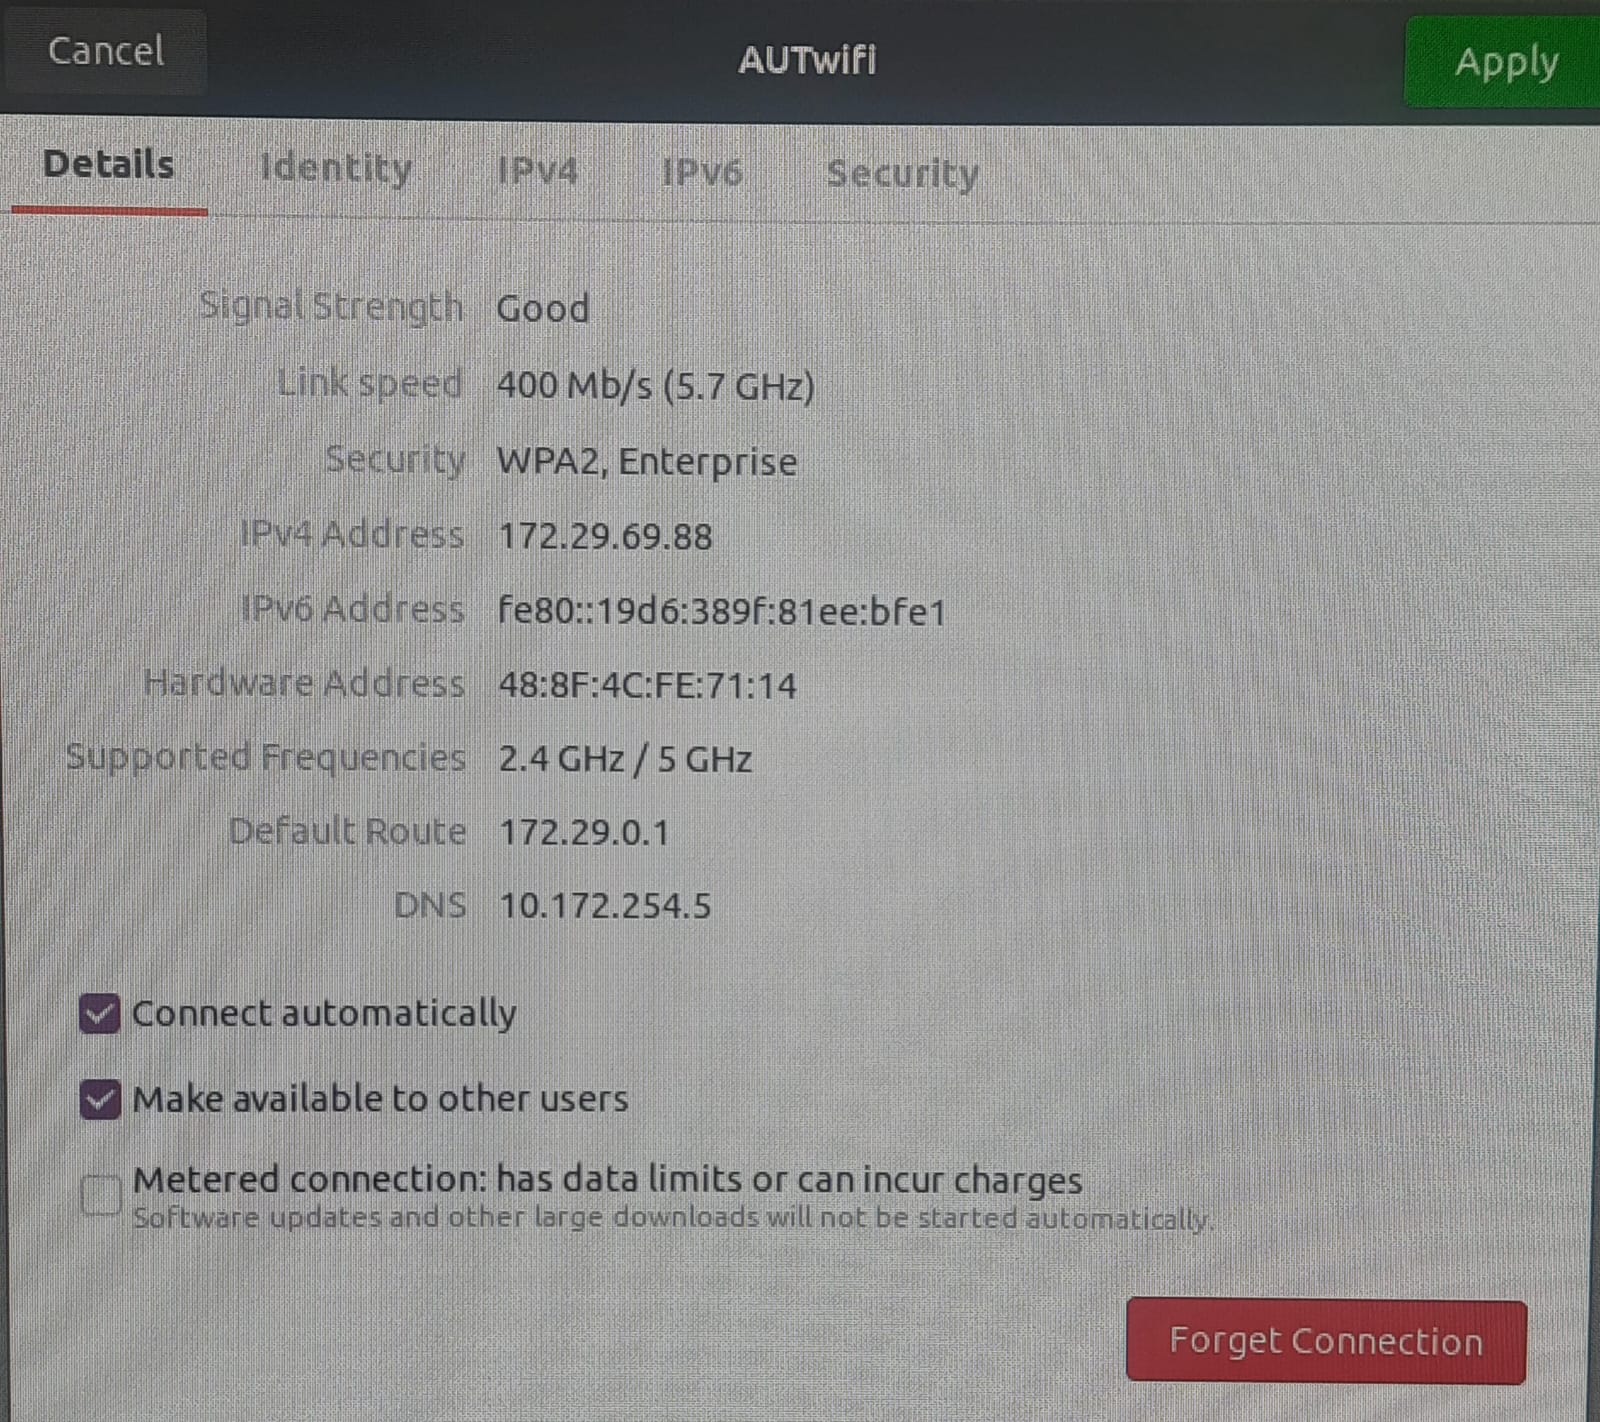 Cancel
AUTwifi
Apply
Details
Identity
IPv4
IPv6
Security
Signal Strength Good
Link speed 400 Mb/s (5.7 GHz)
Security WPA2, Enterprise
IPv4 Address 172.29.69.88
IPv6 Address fe80::19d6:389f:81ee:bfe1
Hardware Address 48:8F:4C:FE:71:14
Supported Frequencies 2.4 GHz / 5 GHz
Default Route 172.29.0.1
DNS 10.172.254.5
Connect automatically
Make available to other users
Metered connection: has data limits or can incur charges
Software updates and other large downloads will not be started automatically.
Forget Connection